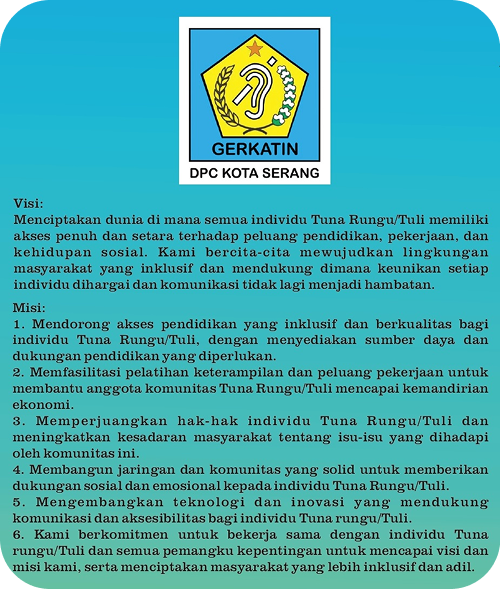 GERKATIN
DPC KOTA SERANG
Visi:
Menciptakan dunia di mana semua individu Tuna Rungu/Tuli memiliki
akses penuh dan setara terhadap peluang pendidikan, pekerjaan, dan
kehidupan sosial. Kami bercita-cita mewujudkan lingkungan
masyarakat yang inklusif dan mendukung dimana keunikan setiap
individu dihargai dan komunikasi tidak lagi menjadi hambatan.
Misi:
1. Mendorong akses pendidikan yang inklusif dan berkualitas bagi
individu Tuna Rungu/Tuli, dengan menyediakan sumber daya dan
dukungan pendidikan yang diperlukan.
2. Memfasilitasi pelatihan keterampilan dan peluang pekerjaan untuk
membantu anggota komunitas Tuna Rungu/Tuli mencapai kemandirian
ekonomi.
3. Memperjuangkan hak-hak individu Tuna Rungu/Tuli dan
meningkatkan kesadaran masyarakat tentang isu-isu yang dihadapi
oleh komunitas ini.
4. Membangun jaringan dan komunitas yang solid untuk memberikan
dukungan sosial dan emosional kepada individu Tuna Rungu/Tuli.
5. Mengembangkan teknologi dan inovasi yang mendukung
komunikasi dan aksesibilitas bagi individu Tuna rungu/Tuli.
6. Kami berkomitmen untuk bekerja sama dengan individu Tuna
rungu/Tuli dan semua pemangku kepentingan untuk mencapai visi dan
misi kami, serta menciptakan masyarakat yang lebih inklusif dan adil.